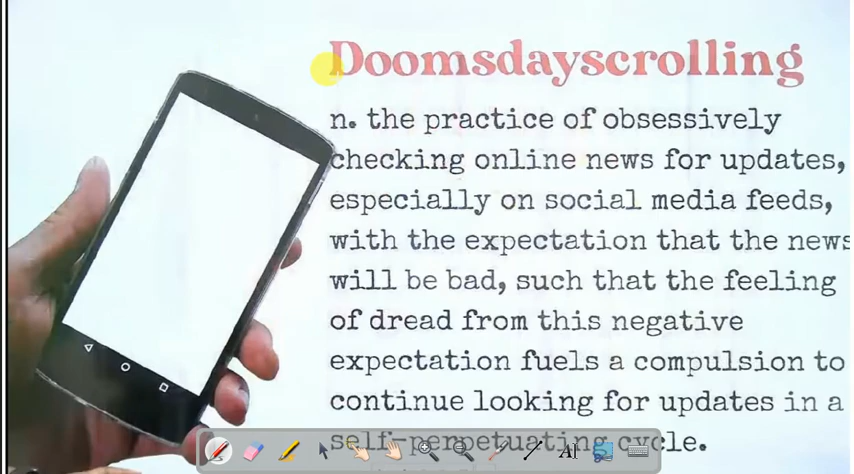 Doomsdayscrolling
n. the practice of obsessively
checking online news for updates,
especially on social media feeds,
with the expectation that the news
will be bad, such that the feeling
of dread from this negative
expectation fuels a compulsion to
continue looking for updates in a
self-perpetuating cycle.